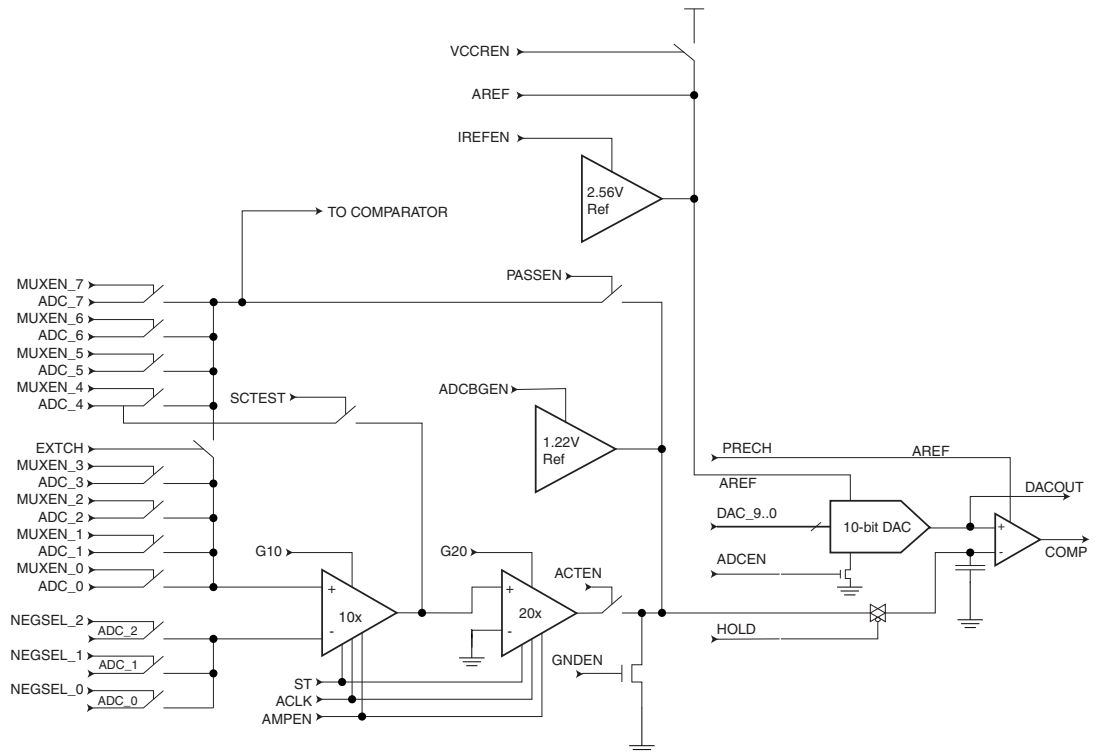 VCCREN
AREF
IREFEN
2.56V
Ref
TO COMPARATOR
PASSEN
MUXEN_7
ADC_7
MUXEN_6
ADC_6
MUXEN_5
ADC_5
MUXEN_4
ADC_4
SCTEST
ADCBGEN
1.22V
Ref
EXTCH
MUXEN_3
ADC_3
MUXEN_2
ADC_2
MUXEN_1
ADC_1
MUXEN_0
ADC_0
PRECH
AREF
AREF
DACOUT
DAC_9..0
10-bit DAC
+
-
COMP
ADCEN
G10
G20
ACTEN
+
10x
-
+
20x
-
NEGSEL_2
ADC_2
NEGSEL_1
ADC_1
NEGSEL_0
ADC_0
HOLD
GNDEN
ST
ACLK
AMPEN